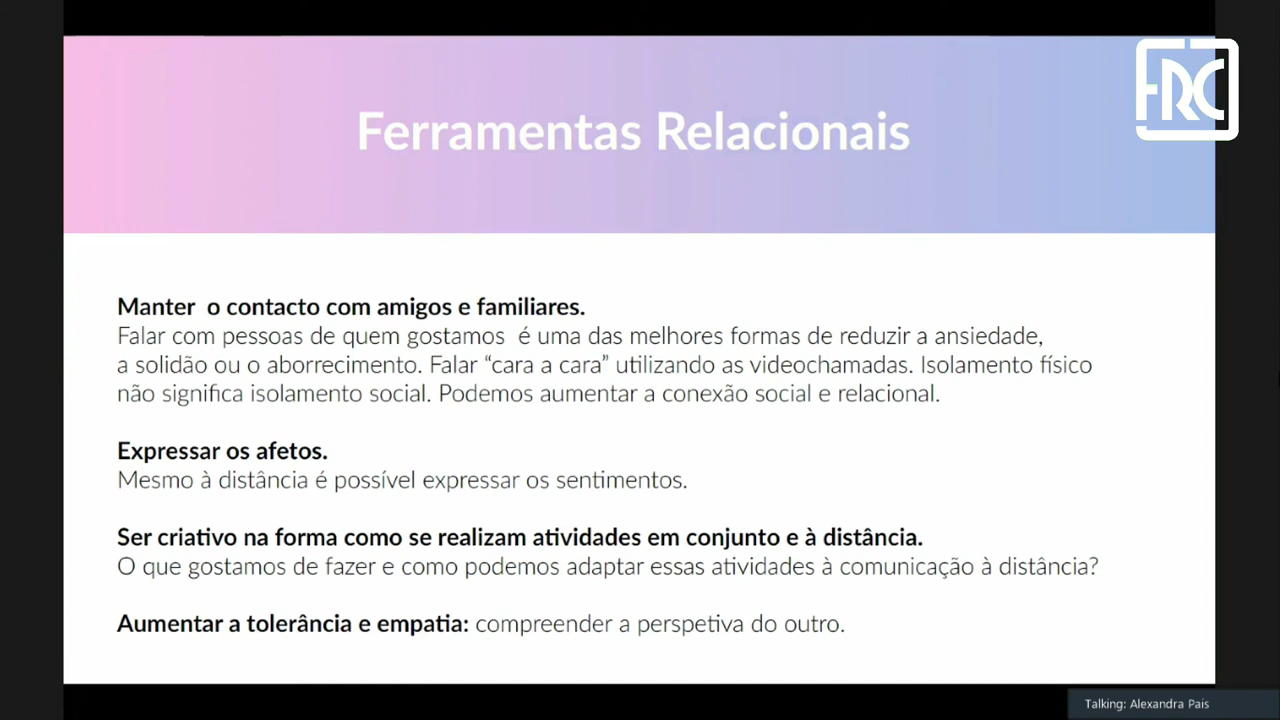 FRC
Ferramentas Relacionais
Manter o contacto com amigos e familiares.
Falar com pessoas de quem gostamos é uma das melhores formas de reduzir a ansiedade,
a solidão ou o aborrecimento. Falar “cara a cara” utilizando as videochamadas. Isolamento físico
não significa isolamento social. Podemos aumentar a conexão social e relacional.
Expressar os afetos.
Mesmo à distância é possível expressar os sentimentos.
Ser criativo na forma como se realizam atividades em conjunto e à distância.
O que gostamos de fazer e como podemos adaptar essas atividades à comunicação à distância?
Aumentar a tolerância e empatia: compreender a perspetiva do outro.
Talking: Alexandra Pais